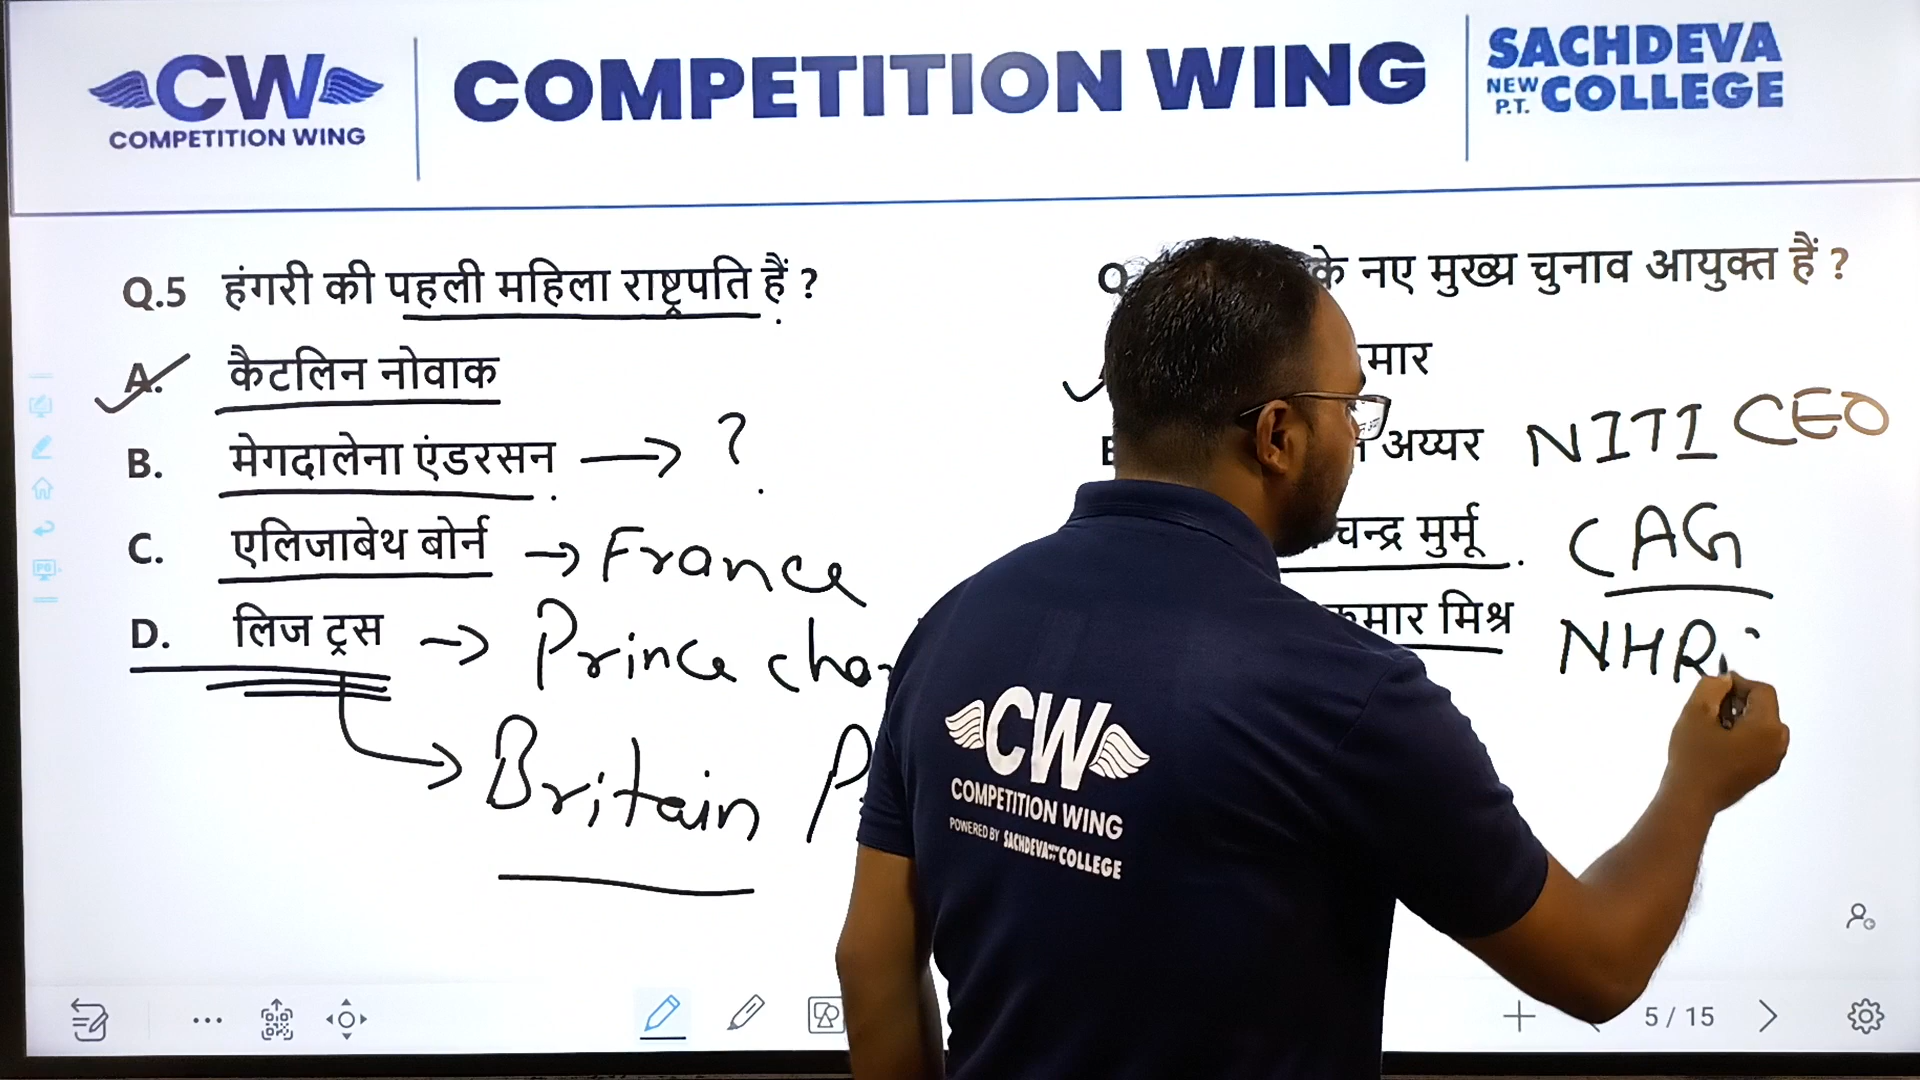 CW
COMPETITION WING
COMPETITION WING
SACHDEVA
NEW P.T. COLLEGE
Q.5 हंगरी की पहली महिला राष्ट्रपति हैं ?
A. कैटलिन नोवाक
B. मेगदालेना एंडरसन → ?
C. एलिजाबेथ बोर्न → France
D. लिज ट्रस → Prince
Britain
के नए मुख्य चुनाव आयुक्त हैं ?
अय्यर NITI CEO
चन्द्र मुर्मू CAG
मिश्र NHR
CW
COMPETITION WING
POWERED BY SACHDEVA NEW P.T. COLLEGE
5 / 15